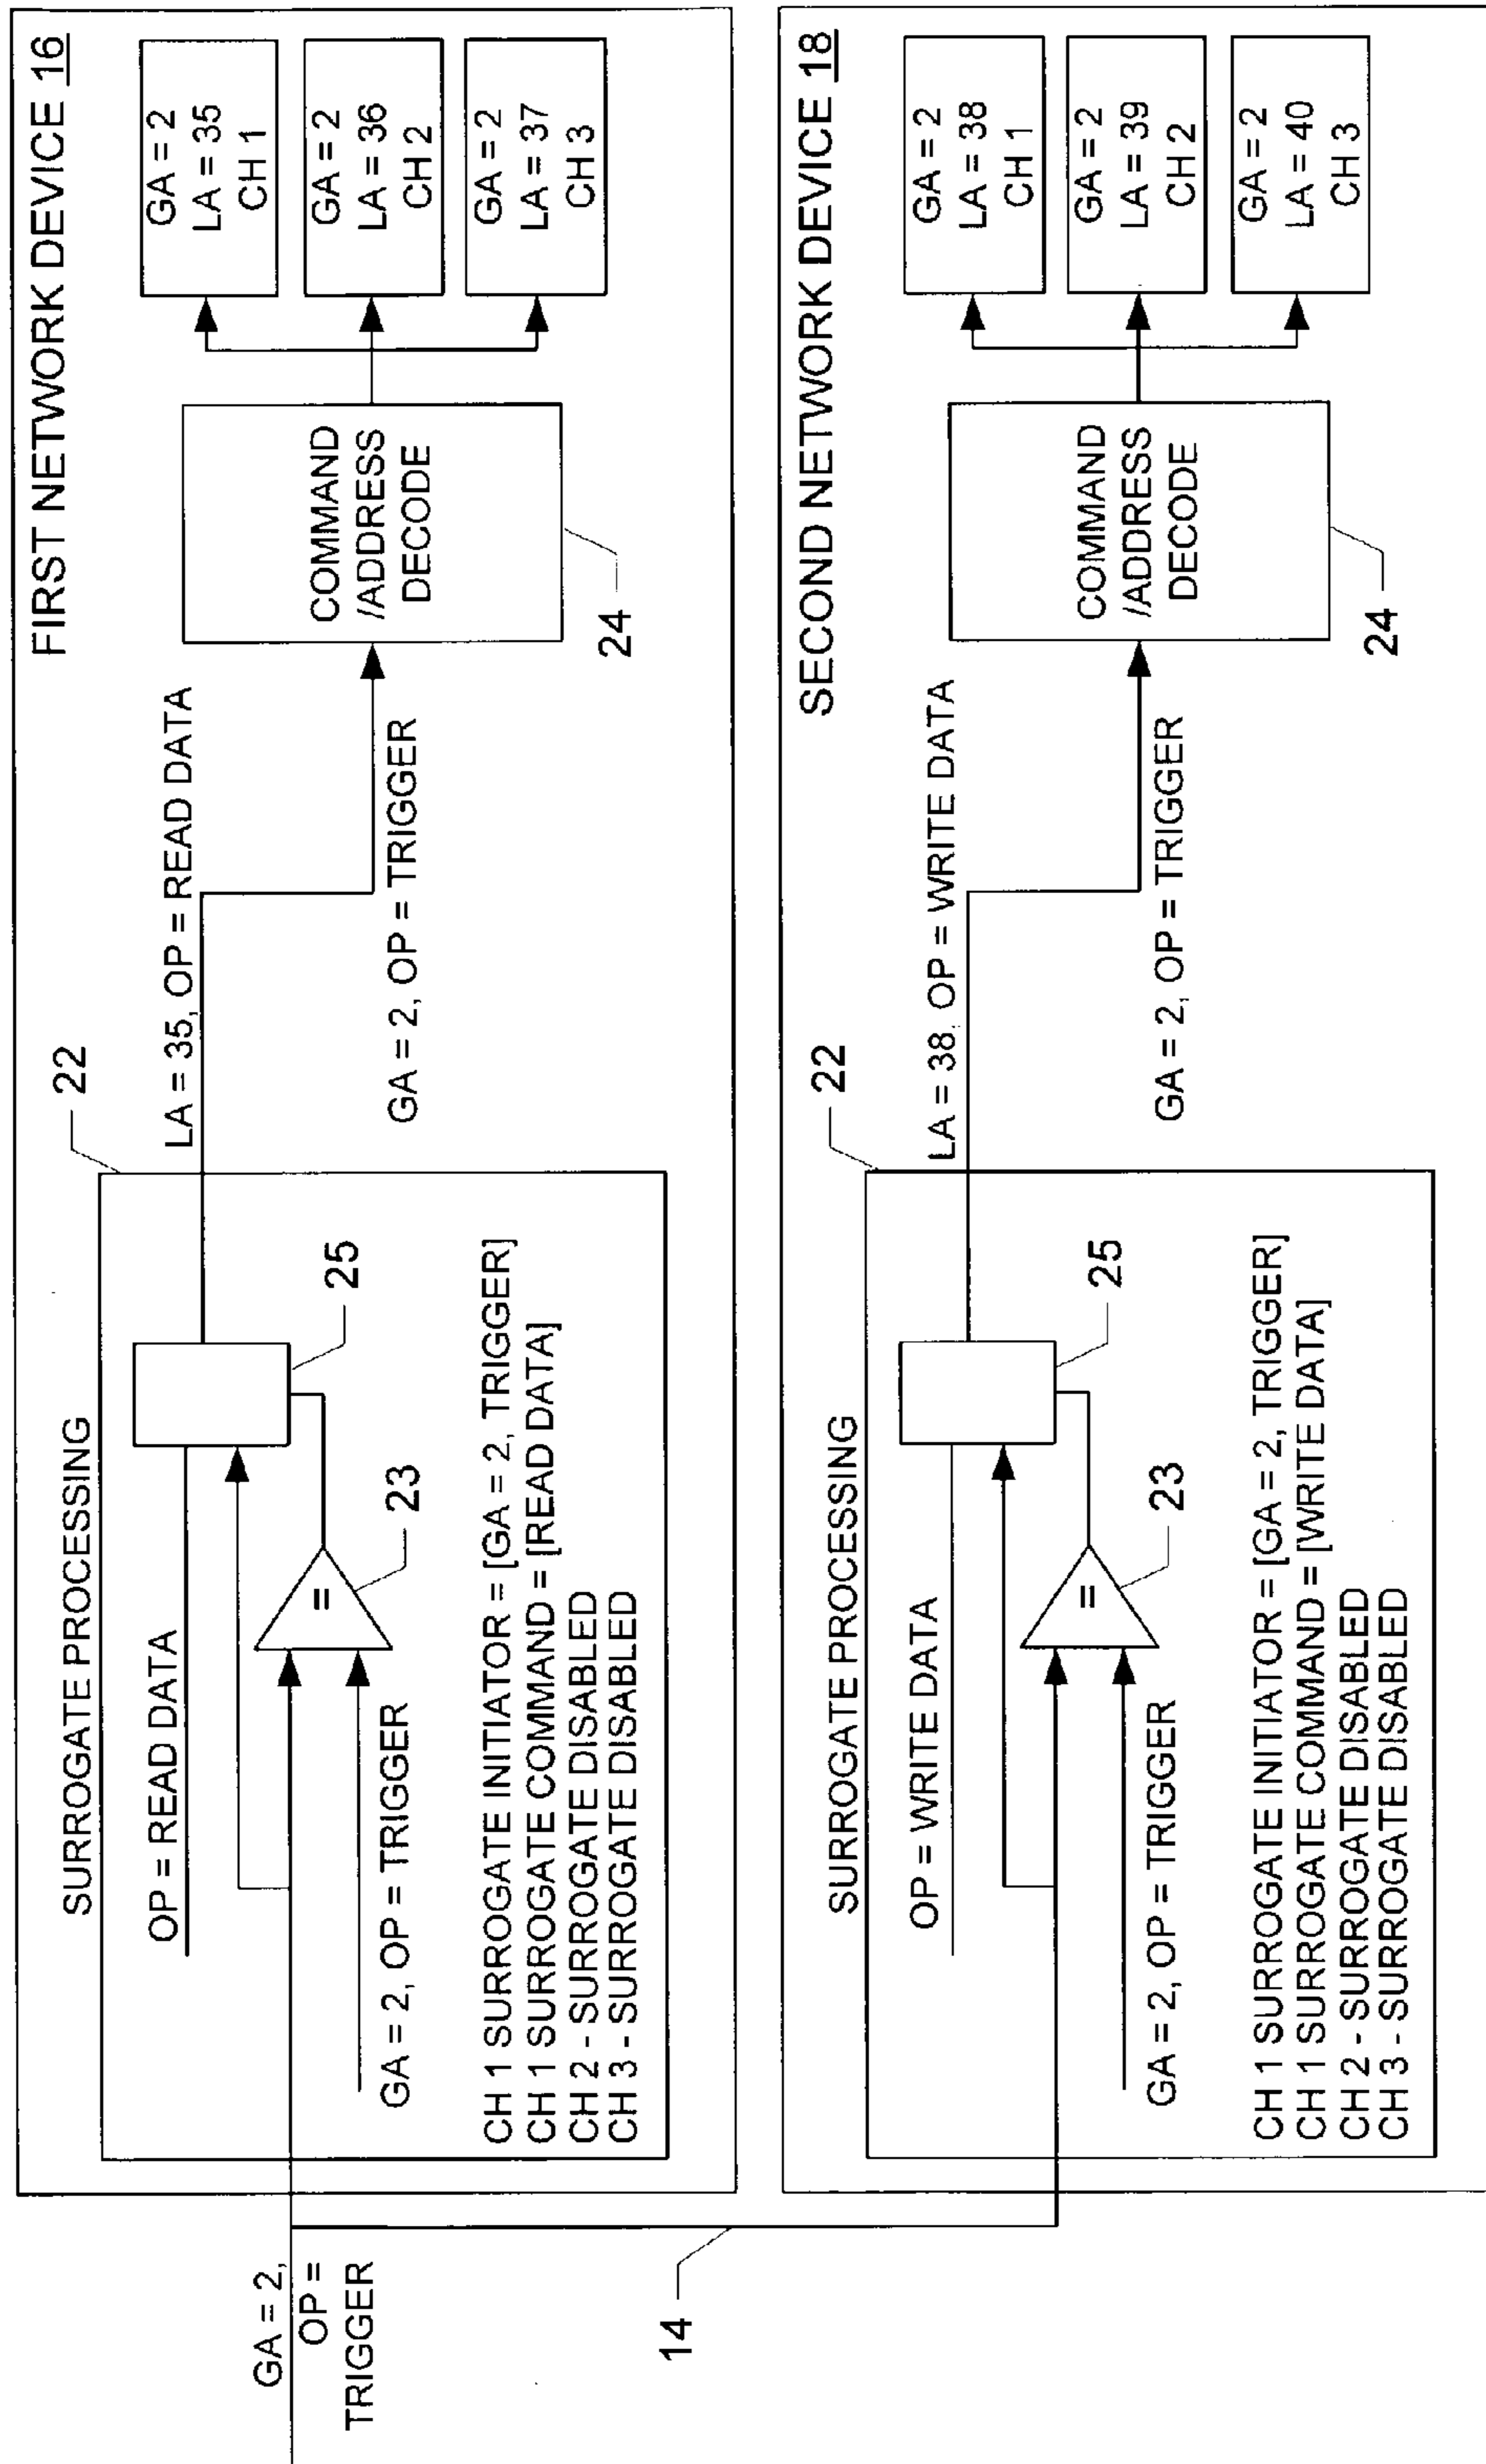 FIRST NETWORK DEVICE 16
SURROGATE PROCESSING
22
OP = READ DATA
25
23
GA = 2, OP = TRIGGER
CH 1 SURROGATE INITIATOR = [GA = 2, TRIGGER]
CH 1 SURROGATE COMMAND = [READ DATA]
CH 2 - SURROGATE DISABLED
CH 3 - SURROGATE DISABLED
LA = 35, OP = READ DATA
GA = 2, OP = TRIGGER
COMMAND
/ADDRESS
DECODE
24
GA = 2
LA = 35
CH 1
GA = 2
LA = 36
CH 2
GA = 2
LA = 37
CH 3
GA = 2,
OP =
TRIGGER
14
SECOND NETWORK DEVICE 18
SURROGATE PROCESSING
22
OP = WRITE DATA
25
23
GA = 2, OP = TRIGGER
CH 1 SURROGATE INITIATOR = [GA = 2, TRIGGER]
CH 1 SURROGATE COMMAND = [WRITE DATA]
CH 2 - SURROGATE DISABLED
CH 3 - SURROGATE DISABLED
LA = 38, OP = WRITE DATA
GA = 2, OP = TRIGGER
COMMAND
/ADDRESS
DECODE
24
GA = 2
LA = 38
CH 1
GA = 2
LA = 39
CH 2
GA = 2
LA = 40
CH 3
=
=